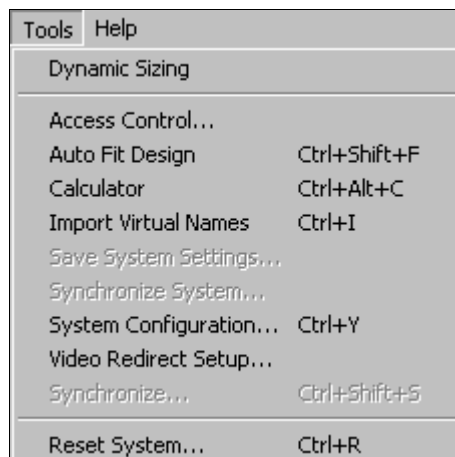 Tools Help
Dynamic Sizing
Access Control...
Auto Fit Design Ctrl+Shift+F
Calculator Ctrl+Alt+C
Import Virtual Names Ctrl+I
Save System Settings...
Synchronize System...
System Configuration... Ctrl+Y
Video Redirect Setup...
Synchronize... Ctrl+Shift+S
Reset System... Ctrl+R